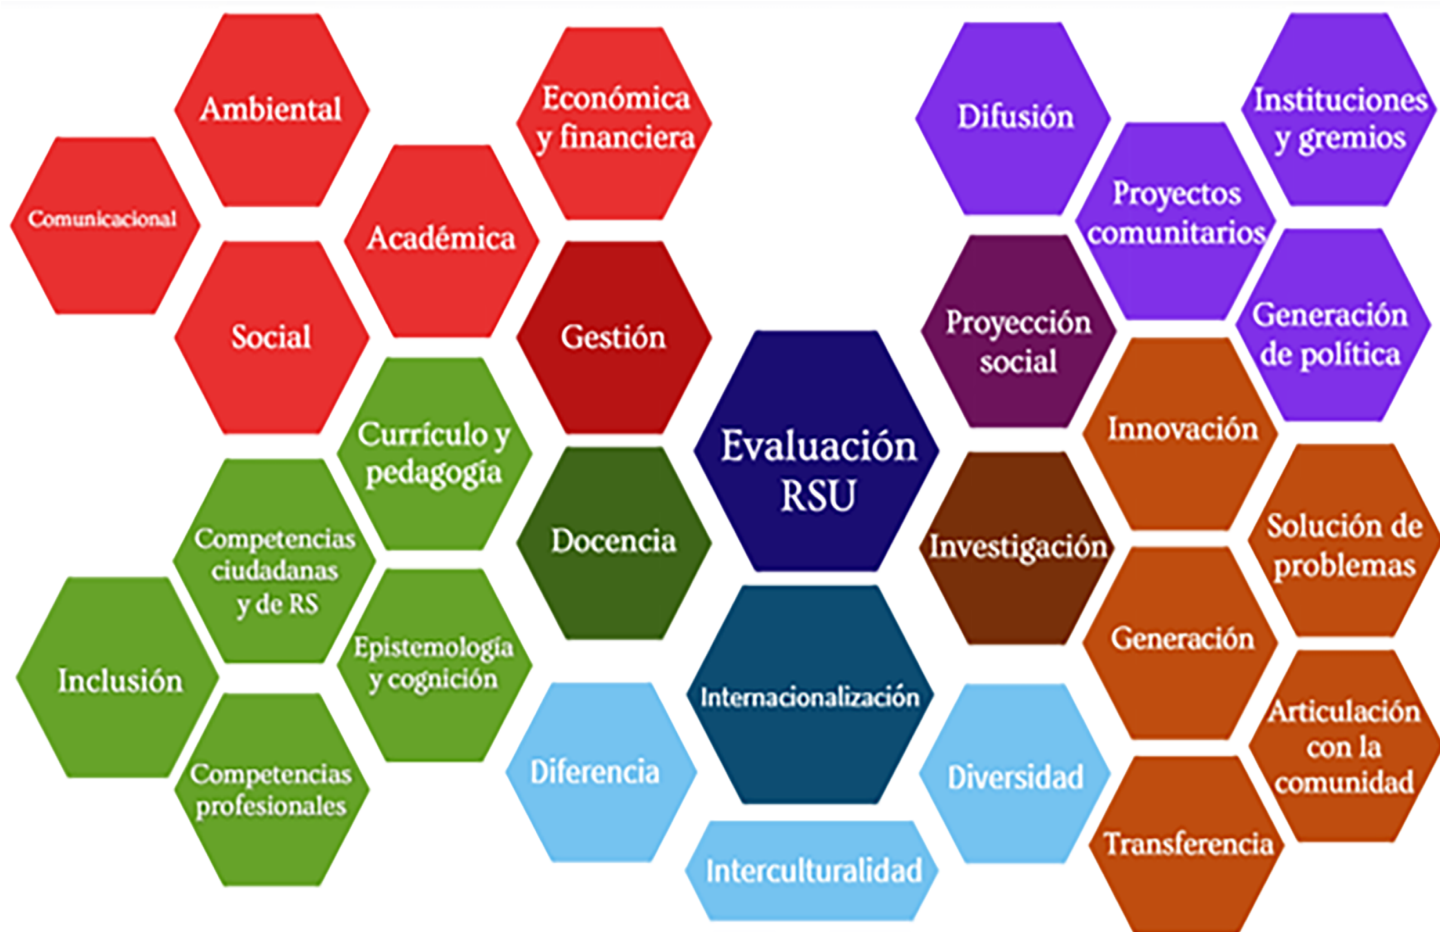 Ambiental
Económica
y financiera
Comunicacional
Académica
Social
Gestión
Currículo y
pedagogía
Competencias
ciudadanas
y de RS
Docencia
Inclusión
Epistemología
y cognición
Competencias
profesionales
Evaluación
RSU
Internacionalización
Diferencia
Diversidad
Interculturalidad
Difusión
Instituciones
y gremios
Proyectos
comunitarios
Proyección
social
Generación
de política
Innovación
Investigación
Solución de
problemas
Generación
Articulación
con la
comunidad
Transferencia